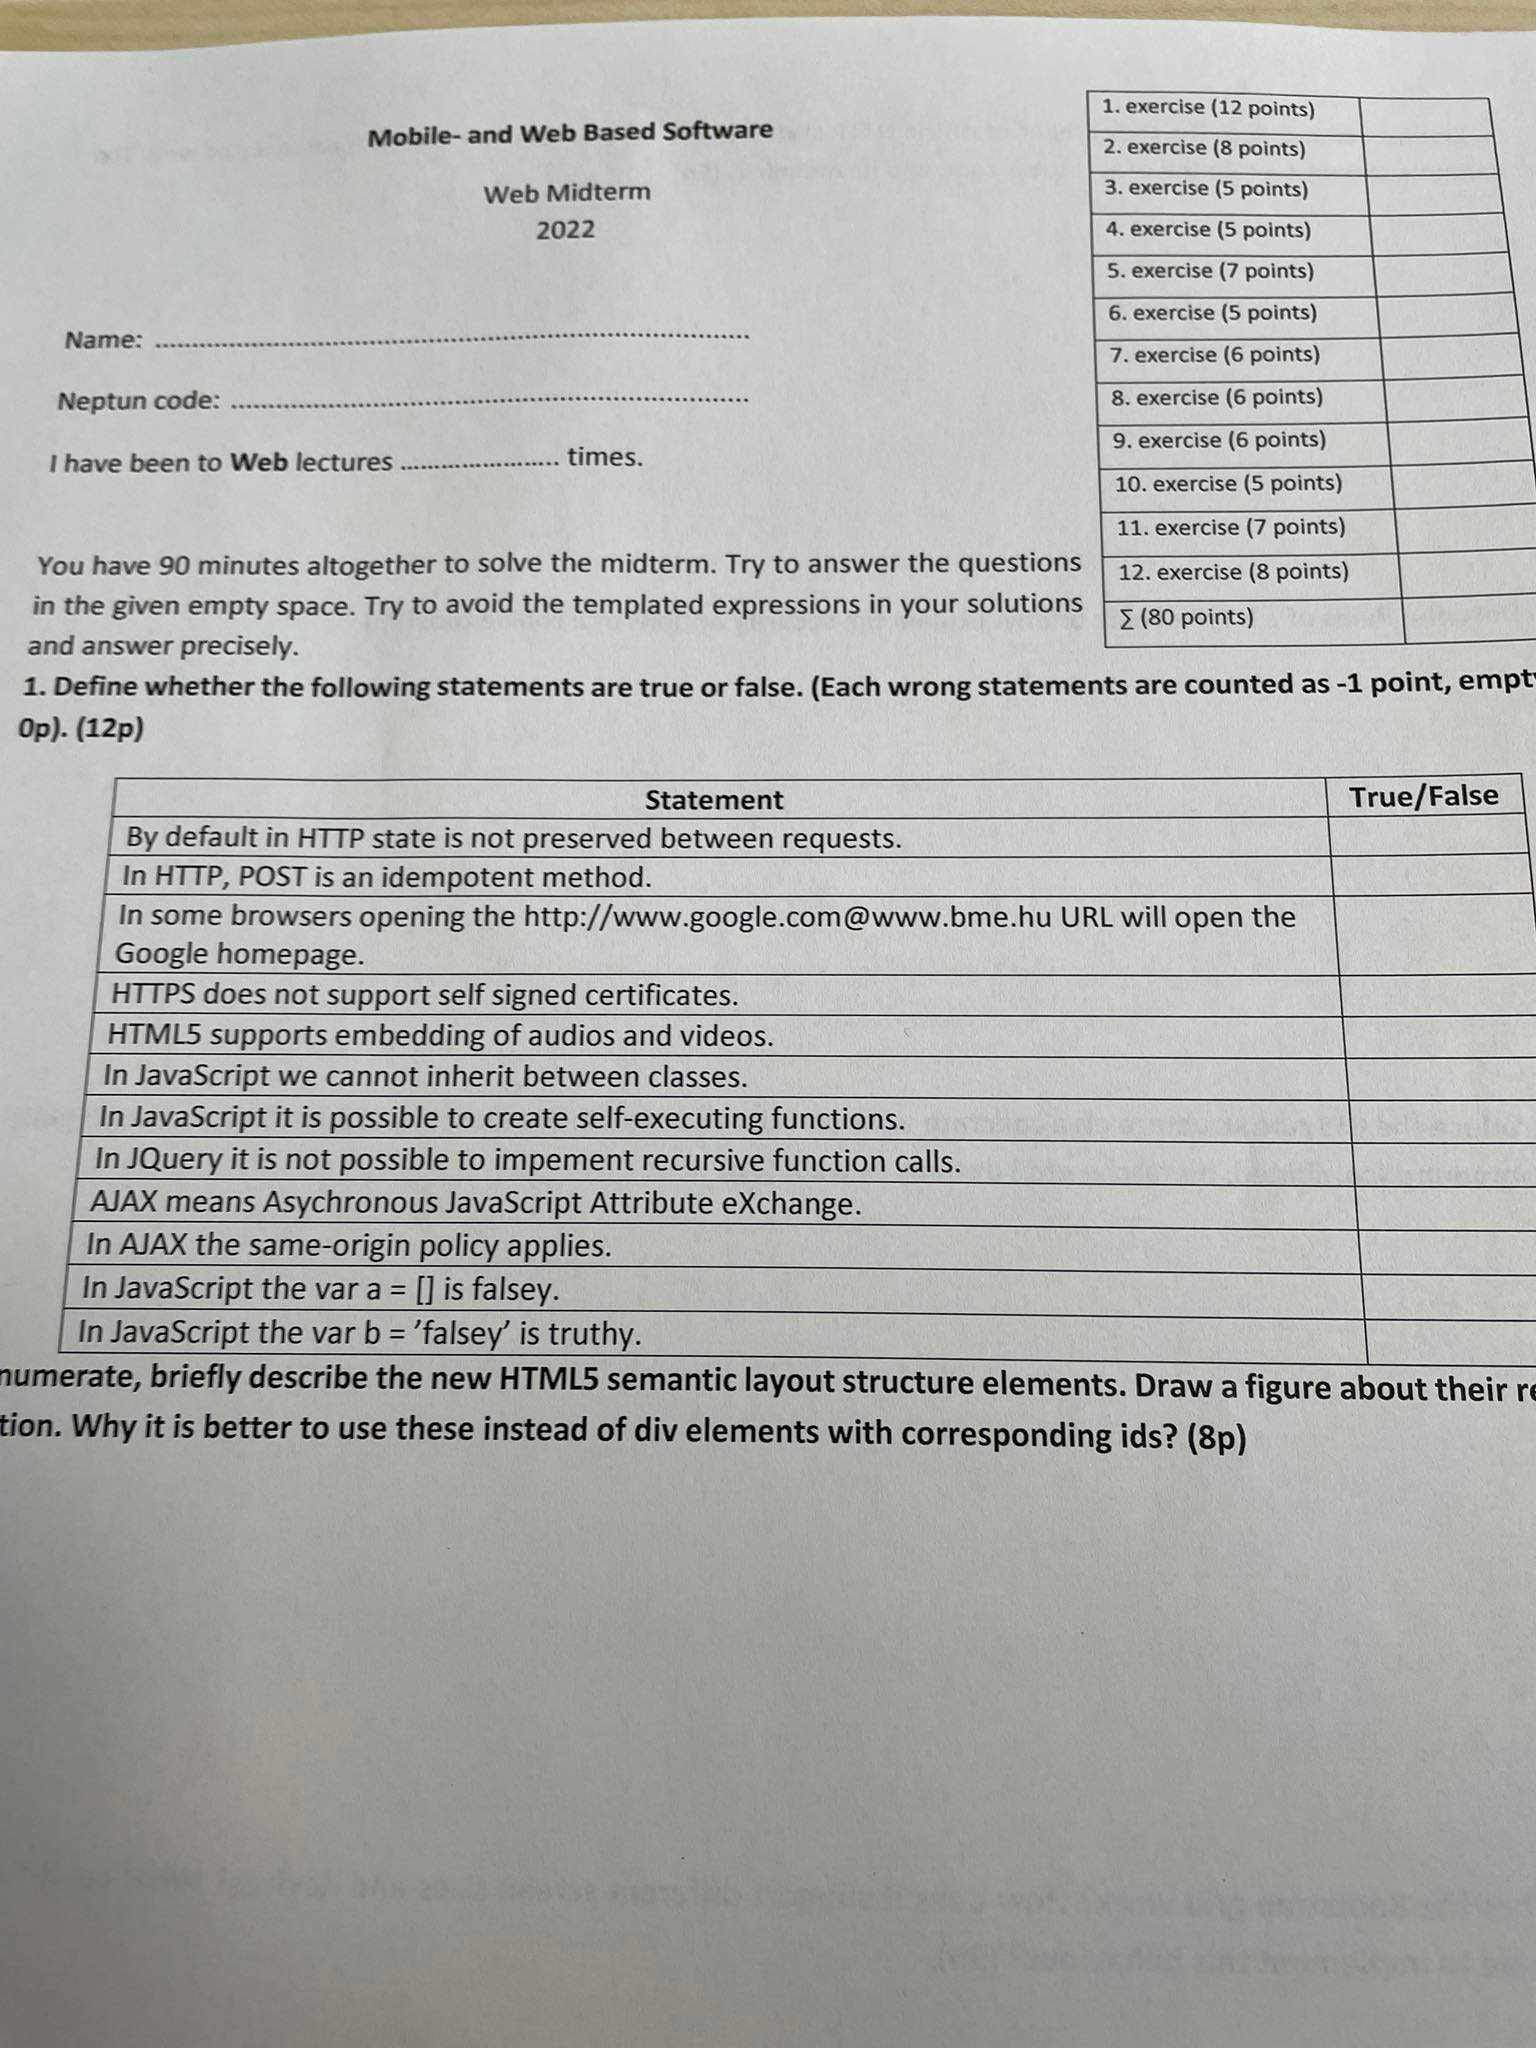 Mobile- and Web Based Software
Web Midterm
2022
Name: ........................................
Neptun code: ........................................
I have been to Web lectures .................... times.
1. exercise (12 points)
2. exercise (8 points)
3. exercise (5 points)
4. exercise (5 points)
5. exercise (7 points)
6. exercise (5 points)
7. exercise (6 points)
8. exercise (6 points)
9. exercise (6 points)
10. exercise (5 points)
11. exercise (7 points)
12. exercise (8 points)
∑ (80 points)
You have 90 minutes altogether to solve the midterm. Try to answer the questions
in the given empty space. Try to avoid the templated expressions in your solutions
and answer precisely.
1. Define whether the following statements are true or false. (Each wrong statements are counted as -1 point, empty
0p). (12p)
Statement True/False
By default in HTTP state is not preserved between requests.
In HTTP, POST is an idempotent method.
In some browsers opening the http://www.google.com@www.bme.hu URL will open the
Google homepage.
HTTPS does not support self signed certificates.
HTML5 supports embedding of audios and videos.
In JavaScript we cannot inherit between classes.
In JavaScript it is possible to create self-executing functions.
In JQuery it is not possible to impement recursive function calls.
AJAX means Asychronous JavaScript Attribute eXchange.
In AJAX the same-origin policy applies.
In JavaScript the var a = [] is falsey.
In JavaScript the var b = 'falsey' is truthy.
numerate, briefly describe the new HTML5 semantic layout structure elements. Draw a figure about their re
tion. Why it is better to use these instead of div elements with corresponding ids? (8p)